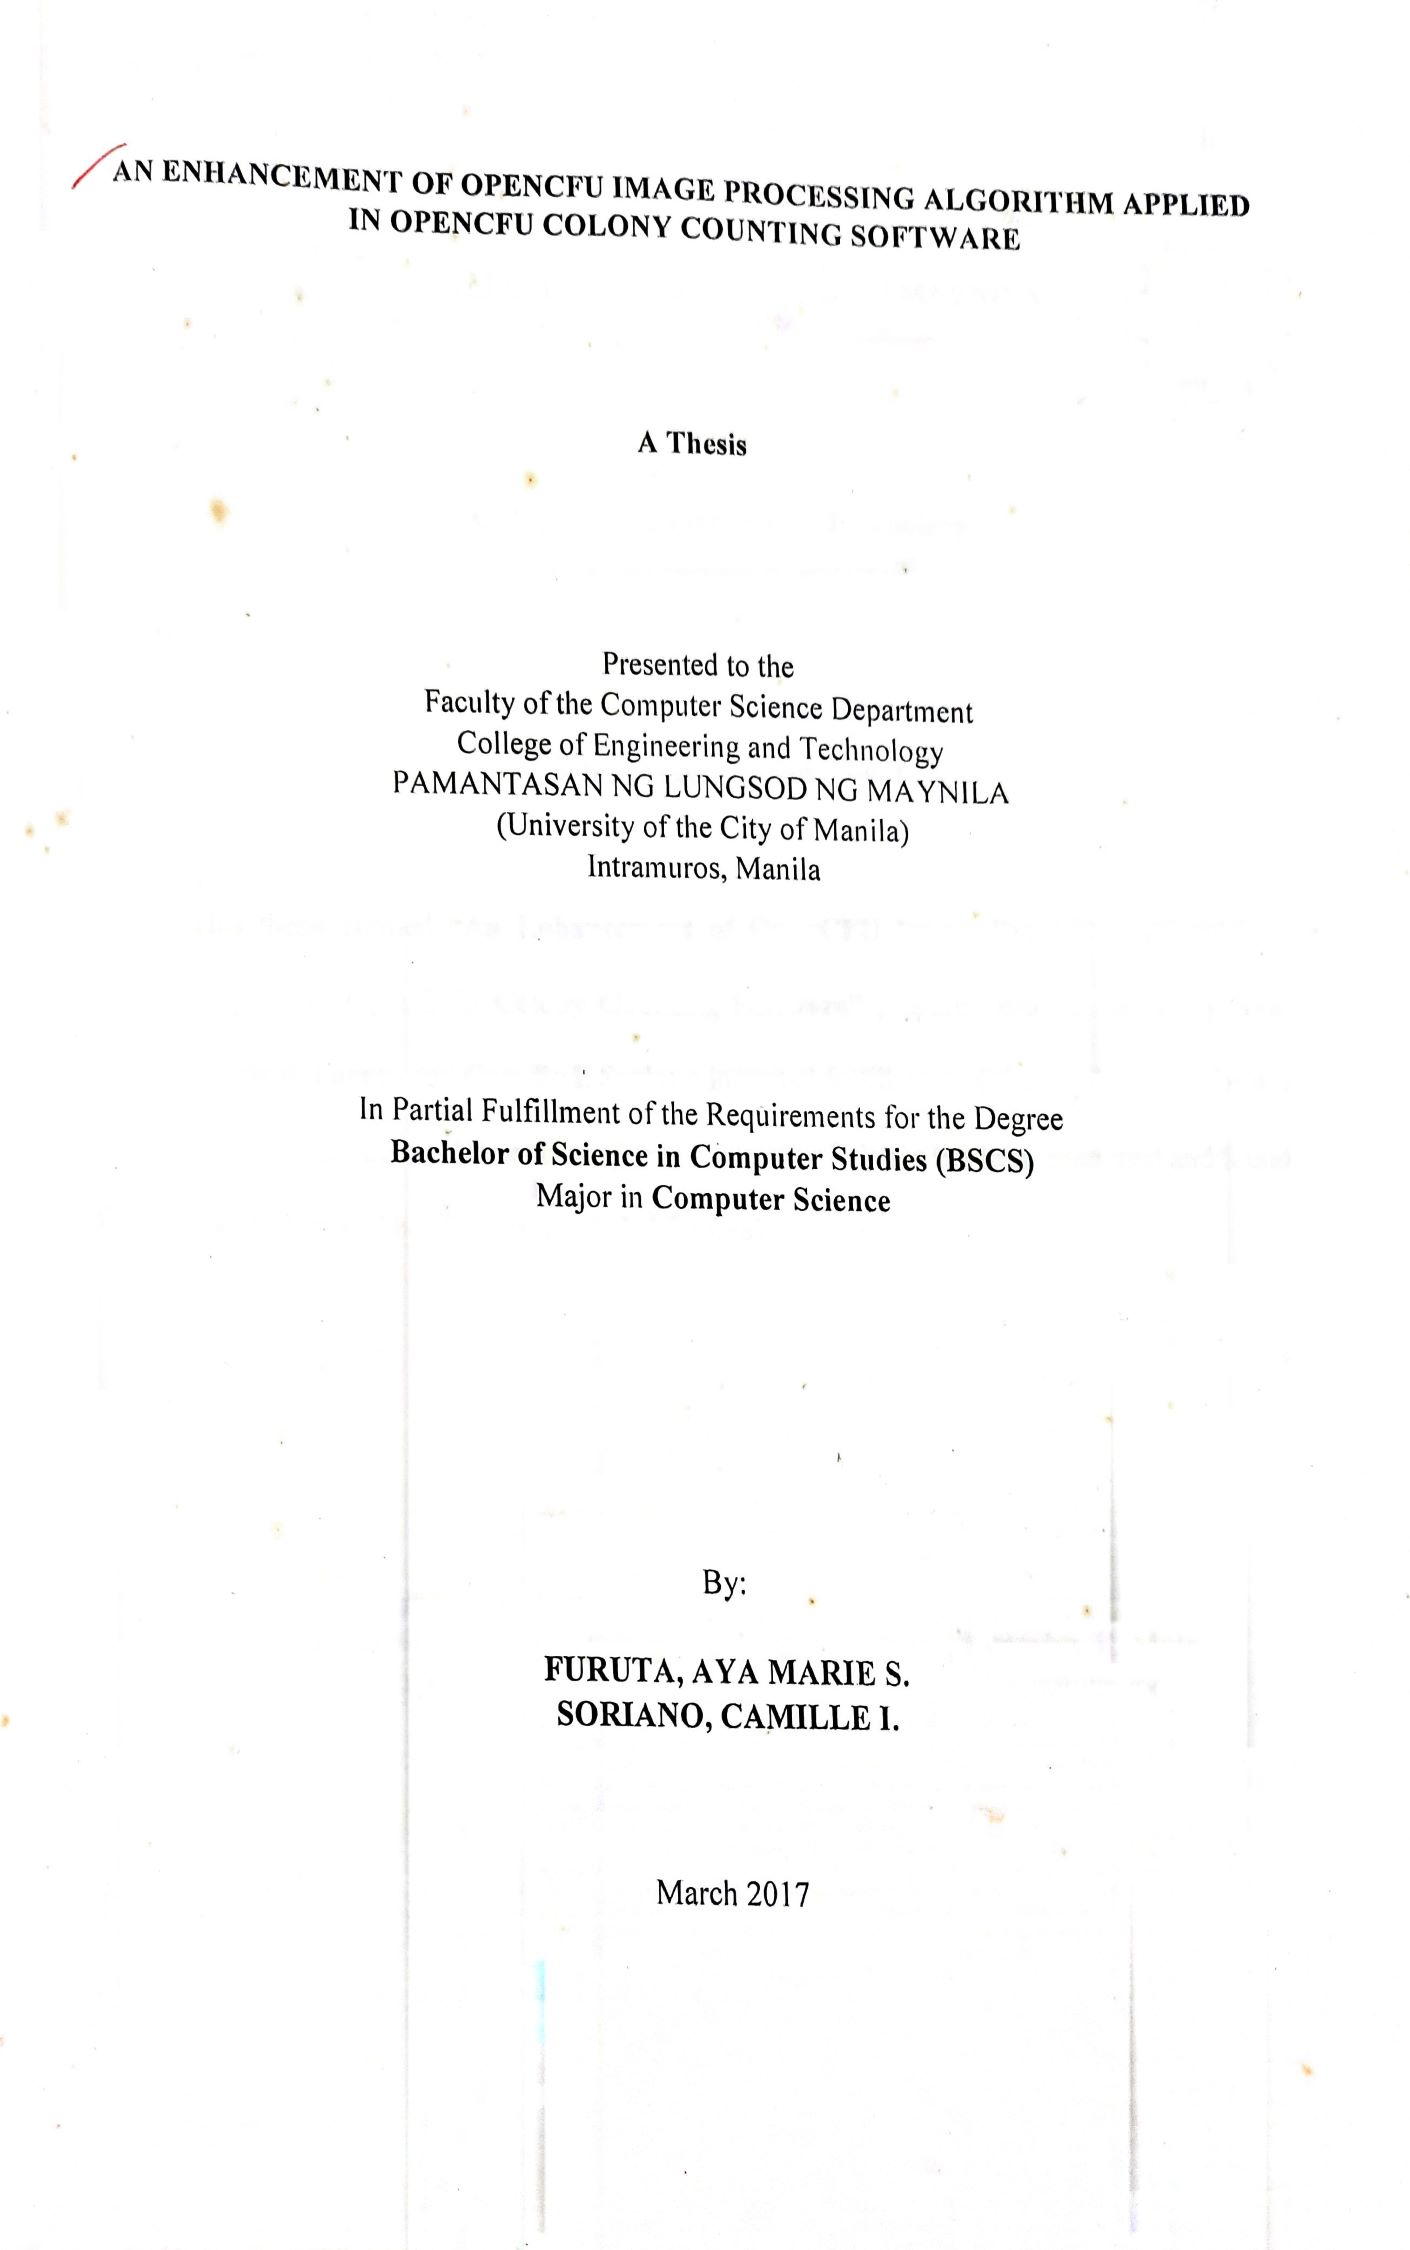 AN ENHANCEMENT OF OPENCFU IMAGE PROCESSING ALGORITHM APPLIED
IN OPENCFU COLONY COUNTING SOFTWARE
A Thesis
Presented to the
Faculty of the Computer Science Department
College of Engineering and Technology
PAMANTASAN NG LUNGSOD NG MAYNILA
(University of the City of Manila)
Intramuros, Manila
In Partial Fulfillment of the Requirements for the Degree
Bachelor of Science in Computer Studies (BSCS)
Major in Computer Science
By:
FURUTA, AYA MARIE S.
SORIANO, CAMILLE I.
March 2017